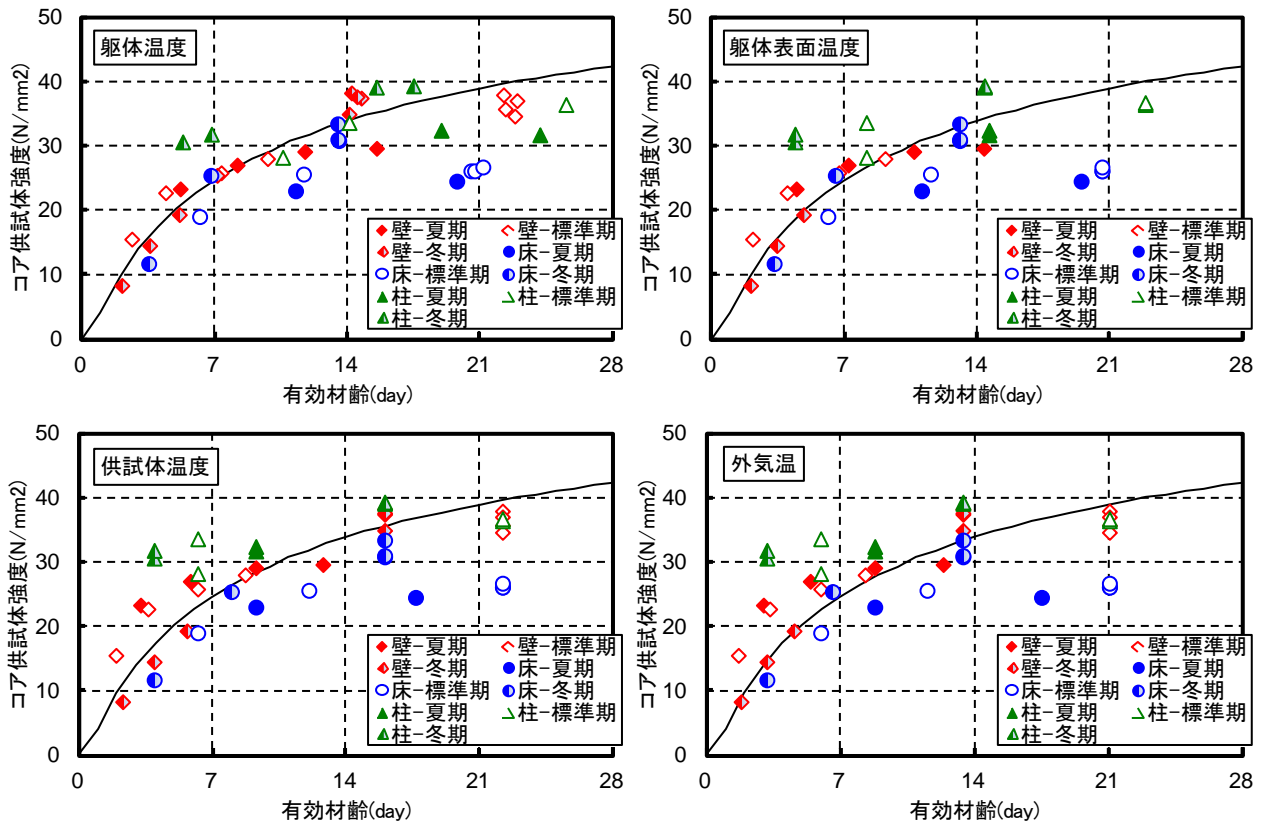 躯体温度
コア供試体強度(N/mm2)
50
40
30
20
10
0
0 7 14 21 28
有効材齢(day)
壁-夏期 壁-標準期
壁-冬期 床-夏期
床-標準期 床-冬期
柱-夏期 柱-標準期
柱-冬期
躯体表面温度
コア供試体強度(N/mm2)
50
40
30
20
10
0
0 7 14 21 28
有効材齢(day)
壁-夏期 壁-標準期
壁-冬期 床-夏期
床-標準期 床-冬期
柱-夏期 柱-標準期
柱-冬期
供試体温度
コア供試体強度(N/mm2)
50
40
30
20
10
0
0 7 14 21 28
有効材齢(day)
壁-夏期 壁-標準期
壁-冬期 床-夏期
床-標準期 床-冬期
柱-夏期 柱-標準期
柱-冬期
外気温
コア供試体強度(N/mm2)
50
40
30
20
10
0
0 7 14 21 28
有効材齢(day)
壁-夏期 壁-標準期
壁-冬期 床-夏期
床-標準期 床-冬期
柱-夏期 柱-標準期
柱-冬期